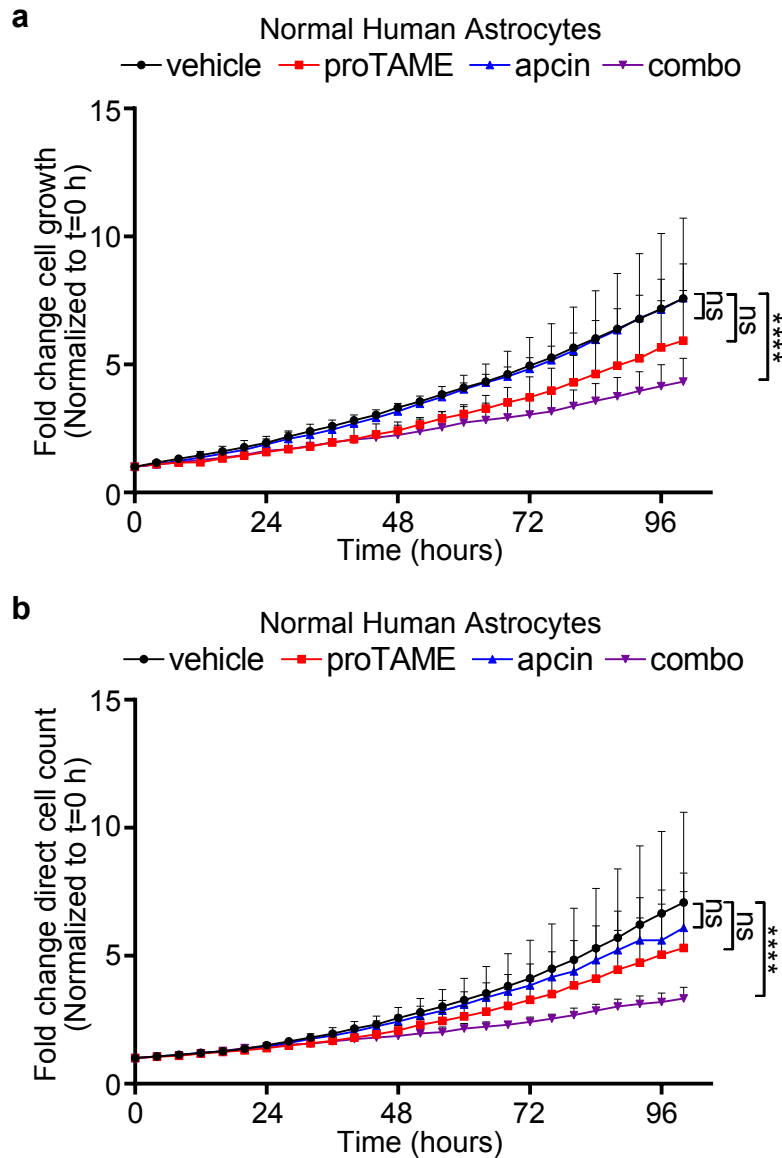 a
Normal Human Astrocytes
vehicle proTAME apcin combo
Fold change cell growth
(Normalized to t=0 h)
15
10
5
0
ns
ns
****
0 24 48 72 96
Time (hours)
b
Normal Human Astrocytes
vehicle proTAME apcin combo
Fold change direct cell count
(Normalized to t=0 h)
15
10
5
0
ns
ns
****
0 24 48 72 96
Time (hours)